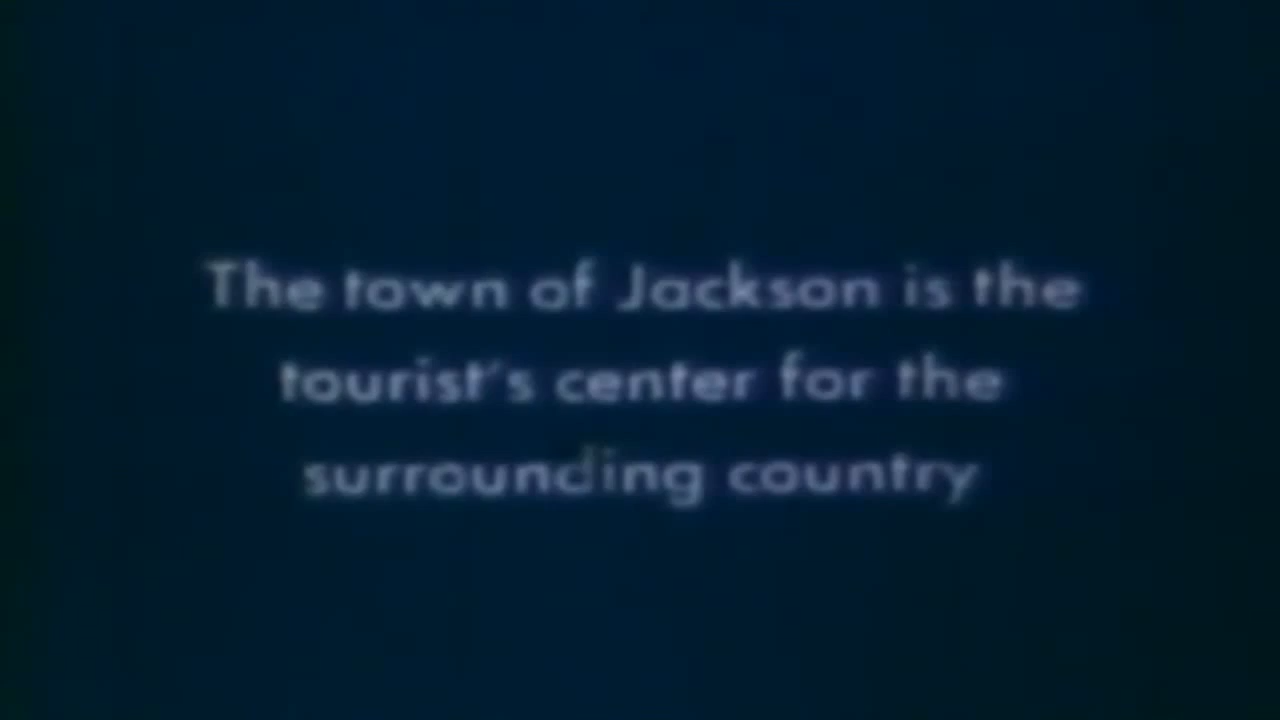 The town of Jackson is the
tourist's center for the
surrounding country